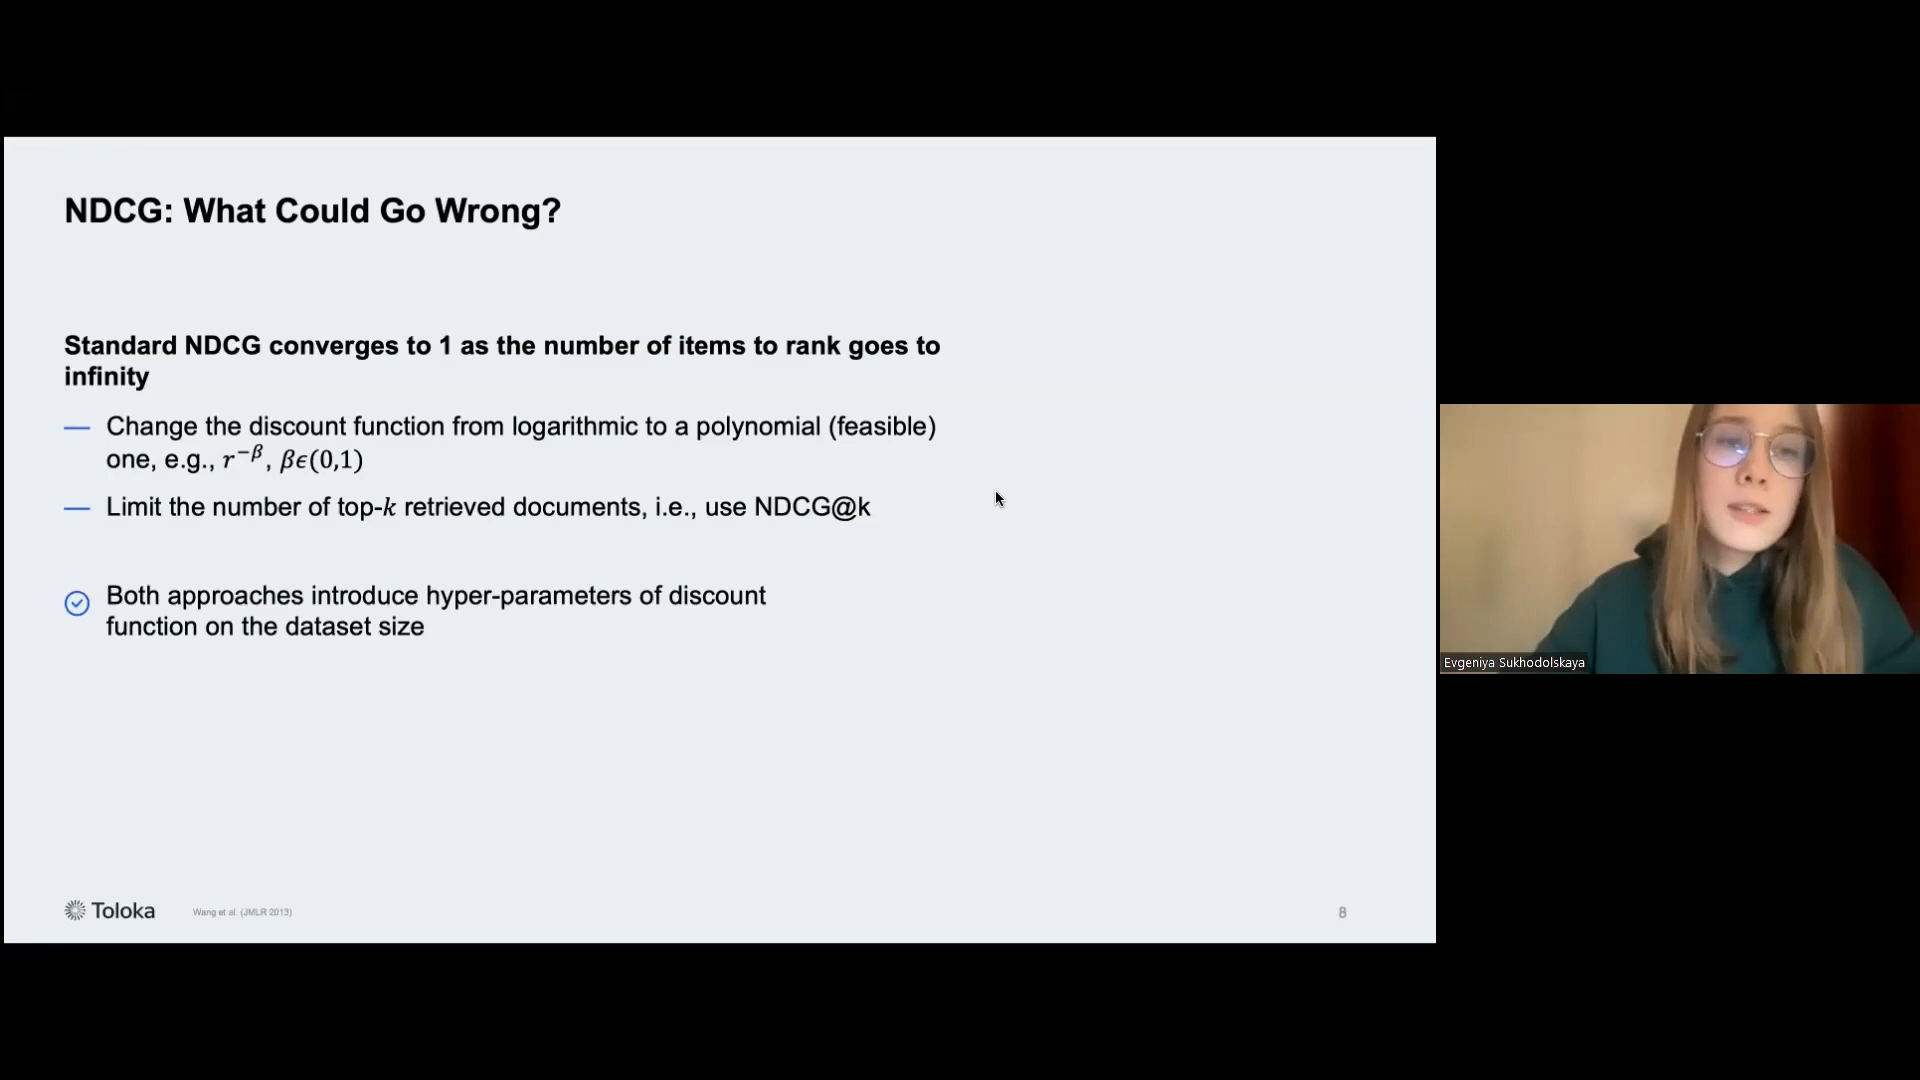 NDCG: What Could Go Wrong?
Standard NDCG converges to 1 as the number of items to rank goes to
infinity
— Change the discount function from logarithmic to a polynomial (feasible)
one, e.g., r^{−β}, βϵ(0,1)
— Limit the number of top-k retrieved documents, i.e., use NDCG@k
Both approaches introduce hyper-parameters of discount
function on the dataset size
Toloka
Wang et al. (JMLR 2013)
8
Evgeniya Sukhodolskaya